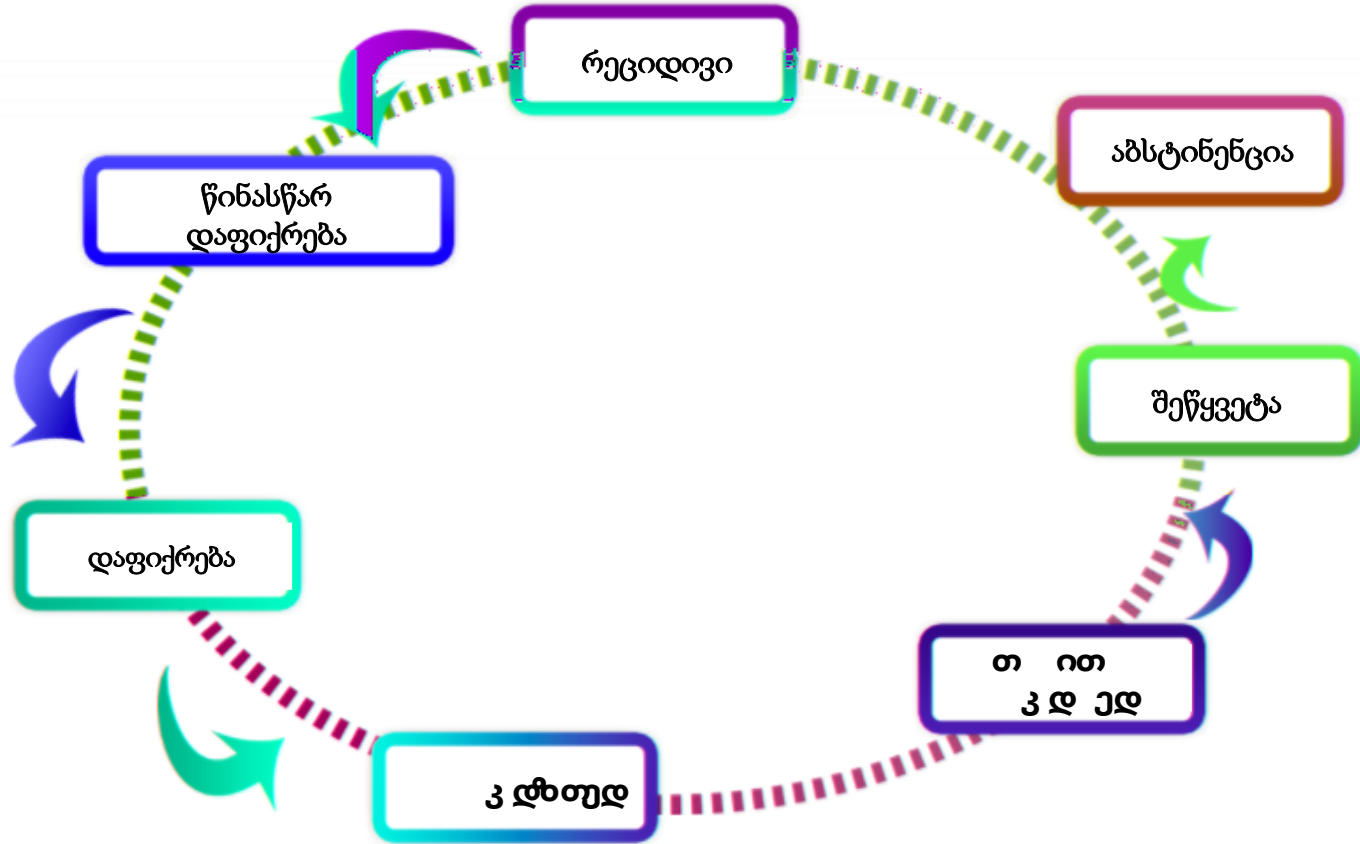 რეციდივი
აბსტინენცია
წინასწარ
დაფიქრება
შეწყვეტა
დაფიქრება